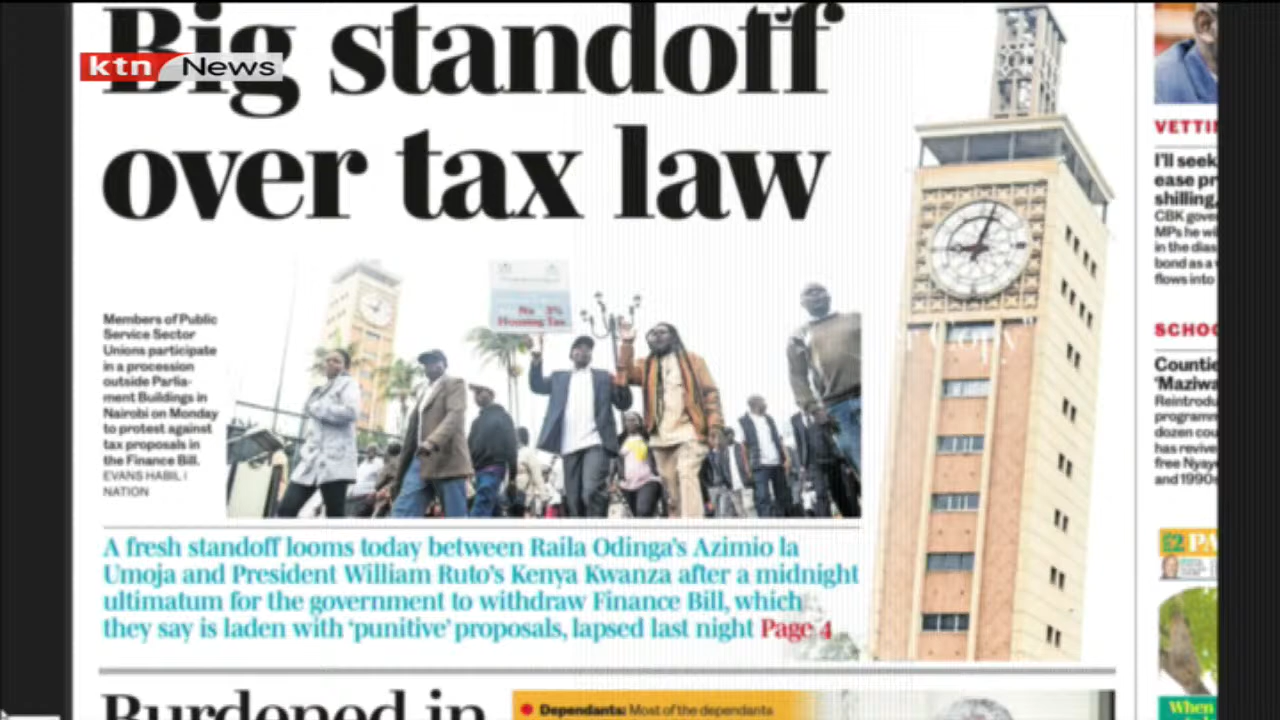 ktn News
Big standoff
over tax law
Members of Public
Service Sector
Unions participate
in a procession
outside Parlia-
ment Buildings in
Nairobi on Monday
to protest against
tax proposals in
the Finance Bill.
EVANS HABIL |
NATION
No 3%
Housing Tax
A fresh standoff looms today between Raila Odinga's Azimio la
Umoja and President William Ruto's Kenya Kwanza after a midnight
ultimatum for the government to withdraw Finance Bill, which
they say is laden with 'punitive' proposals, lapsed last night Page 4
Burdened in
Dependants: Most of the dependants
VETTI
I'll seek
ease pr
shilling,
CBK gove
MPs he wi
in the dias
bond as a
flows into
SCHOO
Countie
'Maziwa
Reintrodu
programm
dozen cou
has revive
free Nyay
and 1990s
When